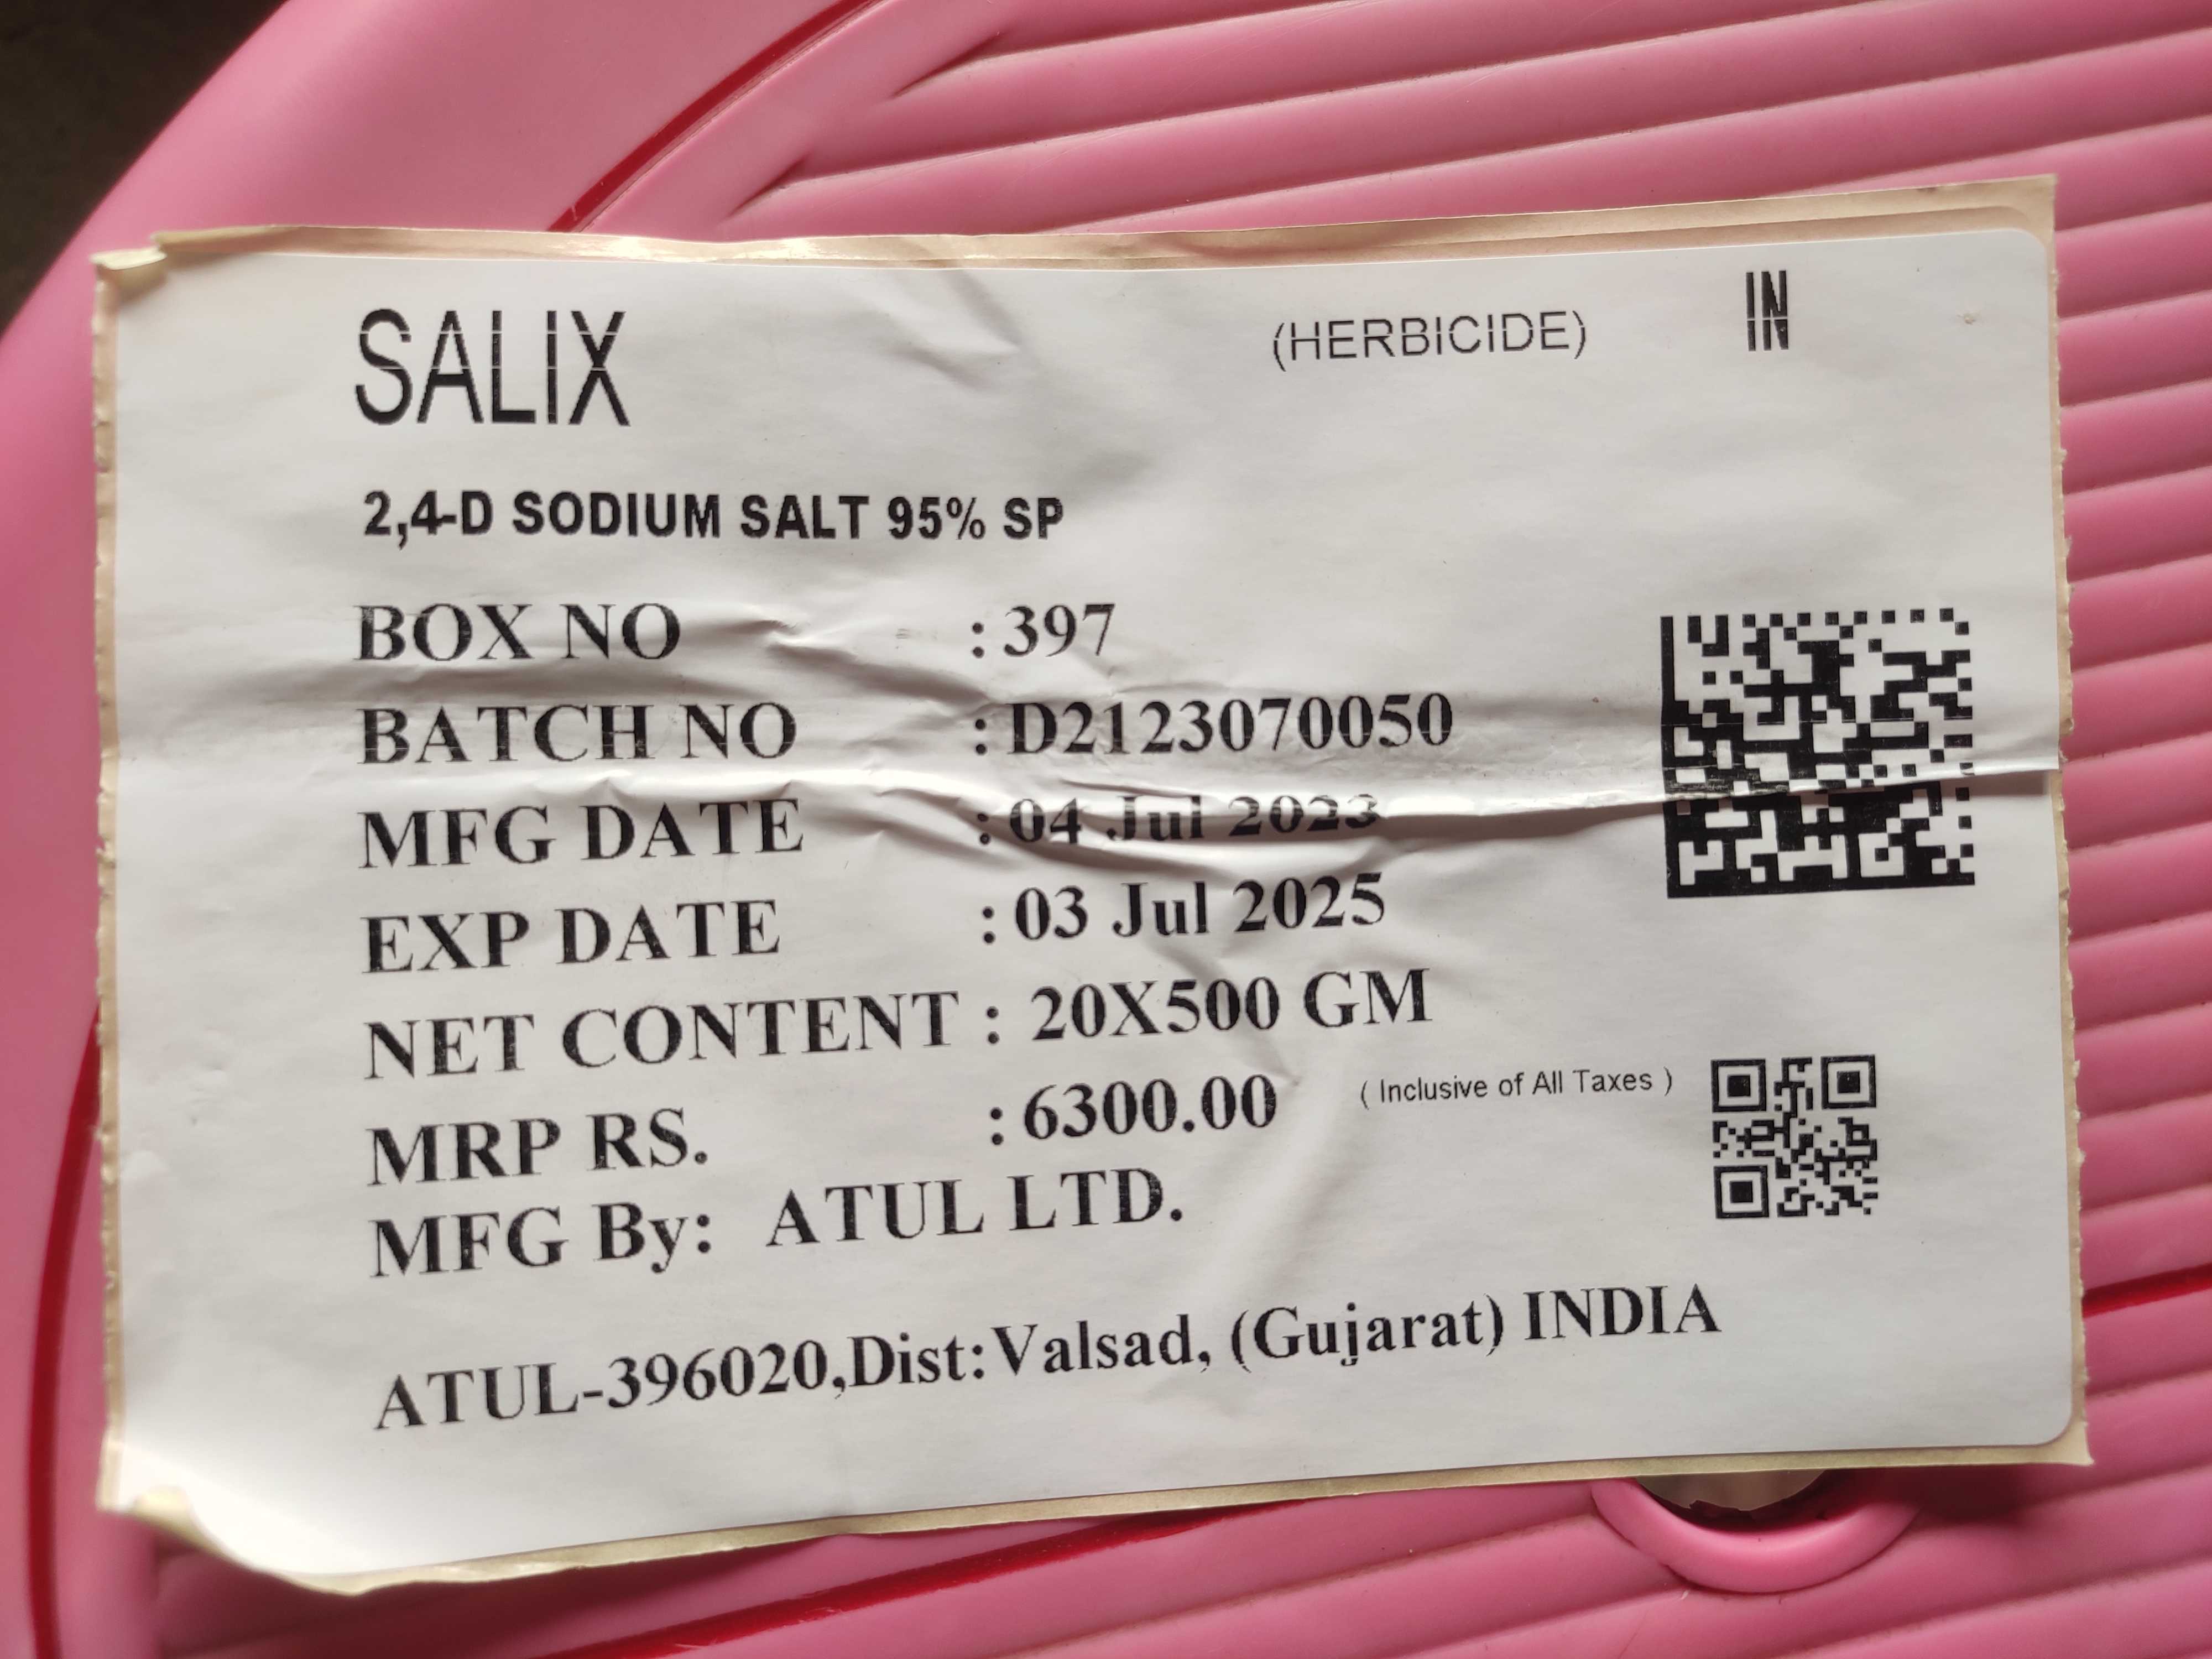 SALIX (HERBICIDE) IN
2,4-D SODIUM SALT 95% SP
BOX NO : 397
BATCH NO : D2123070050
MFG DATE : 04 Jul 2023
EXP DATE : 03 Jul 2025
NET CONTENT : 20X500 GM
MRP RS. : 6300.00 ( Inclusive of All Taxes )
MFG By: ATUL LTD.
ATUL-396020,Dist:Valsad, (Gujarat) INDIA